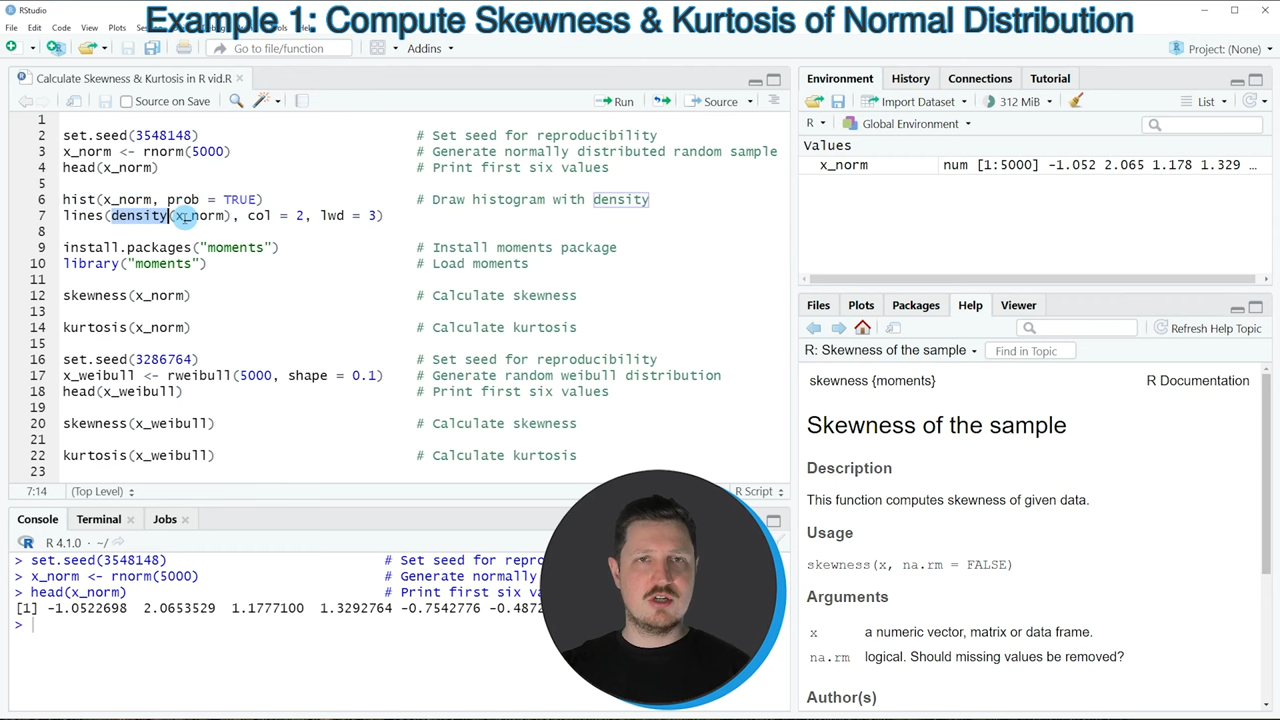 RStudio
Example 1: Compute Skewness & Kurtosis of Normal Distribution
File Edit Code View Plots
Go to file/function
Addins
Project: (None)
Calculate Skewness & Kurtosis in R vid.R
Source on Save
Run
Source
1
2 set.seed(3548148) # Set seed for reproducibility
3 x_norm <- rnorm(5000) # Generate normally distributed random sample
4 head(x_norm) # Print first six values
5
6 hist(x_norm, prob = TRUE) # Draw histogram with density
7 lines(density(x_norm), col = 2, lwd = 3)
8
9 install.packages("moments") # Install moments package
10 library("moments") # Load moments
11
12 skewness(x_norm) # Calculate skewness
13
14 kurtosis(x_norm) # Calculate kurtosis
15
16 set.seed(3286764) # Set seed for reproducibility
17 x_weibull <- rweibull(5000, shape = 0.1) # Generate random weibull distribution
18 head(x_weibull) # Print first six values
19
20 skewness(x_weibull) # Calculate skewness
21
22 kurtosis(x_weibull) # Calculate kurtosis
23
7:14 (Top Level) R Script
Console Terminal Jobs
R 4.1.0 · ~/
> set.seed(3548148) # Set seed for repro
> x_norm <- rnorm(5000) # Generate normally
> head(x_norm) # Print first six va
[1] -1.0522698 2.0653529 1.1777100 1.3292764 -0.7542776 -0.4872
>
Environment History Connections Tutorial
Import Dataset 312 MiB List
R Global Environment
Values
x_norm num [1:5000] -1.052 2.065 1.178 1.329 ...
Files Plots Packages Help Viewer
Refresh Help Topic
R: Skewness of the sample Find in Topic
skewness {moments} R Documentation
Skewness of the sample
Description
This function computes skewness of given data.
Usage
skewness(x, na.rm = FALSE)
Arguments
x a numeric vector, matrix or data frame.
na.rm logical. Should missing values be removed?
Author(s)